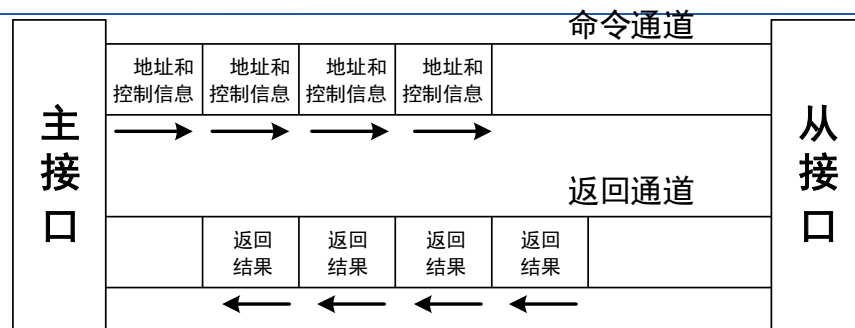 命令通道
地址和 地址和 地址和 地址和
控制信息 控制信息 控制信息 控制信息
主接口
从接口
返回通道
返回 返回 返回 返回
结果 结果 结果 结果